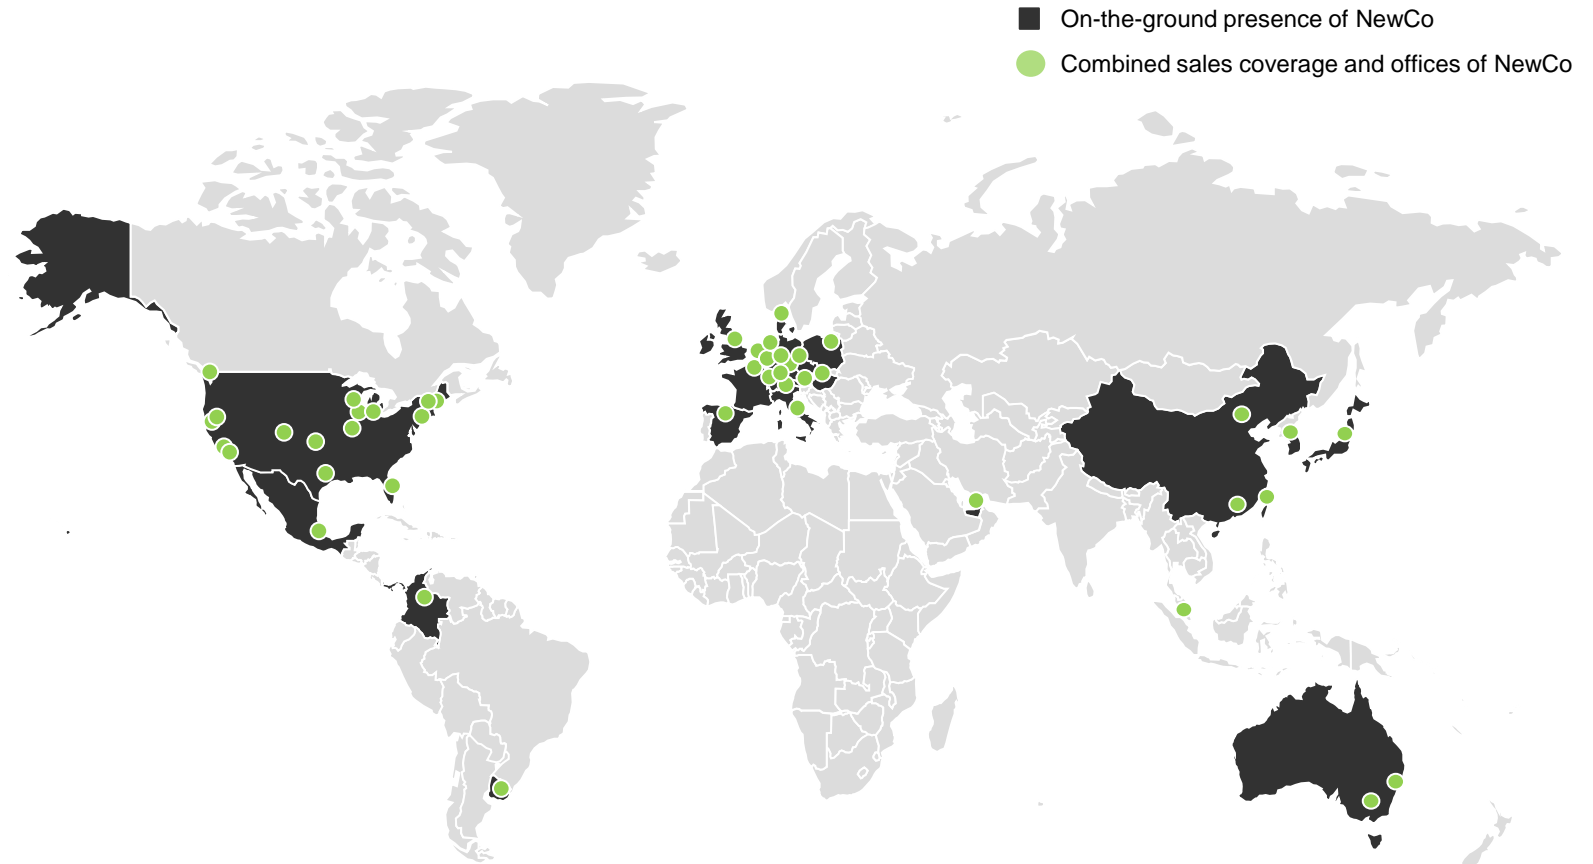 On-the-ground presence of NewCo
Combined sales coverage and offices of NewCo